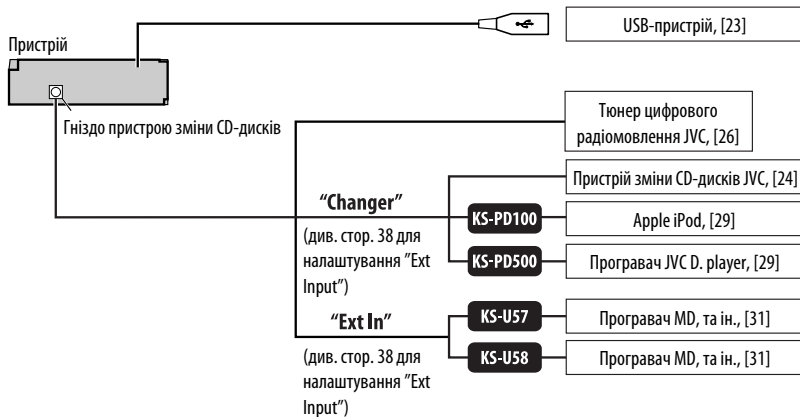 USB-пристрій, [23]
Пристрій
Гніздо пристрою зміни CD-дисків
Тюнер цифрового
радіомовлення JVC, [26]
Пристрій зміни CD-дисків JVC, [24]
“Changer”
(див. стор. 38 для
налаштування ”Ext
Input”)
KS-PD100
Apple iPod, [29]
KS-PD500
Програвач JVC D. player, [29]
“Ext In”
(див. стор. 38 для
налаштування ”Ext
Input”)
KS-U57
Програвач MD, та ін., [31]
KS-U58
Програвач MD, та ін., [31]